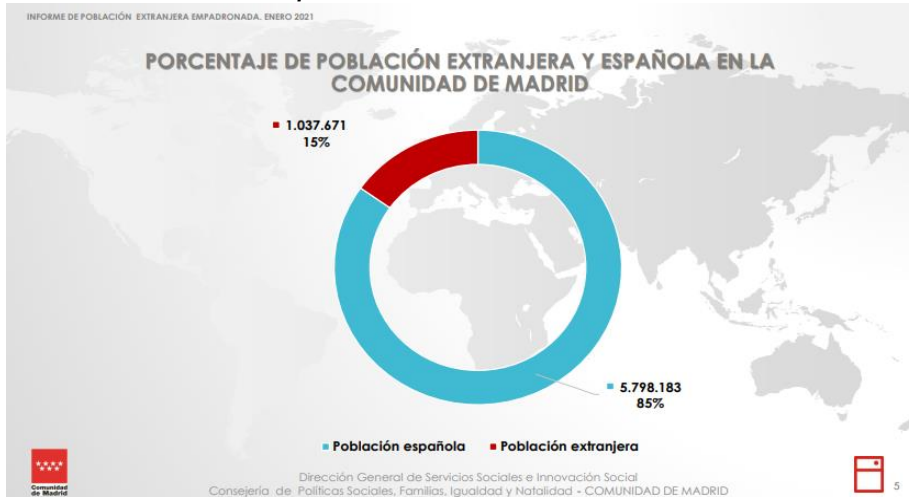 INFORME DE POBLACIÓN EXTRANJERA EMPADRONADA. ENERO 2021
PORCENTAJE DE POBLACIÓN EXTRANJERA Y ESPAÑOLA EN LA
COMUNIDAD DE MADRID
1.037.671
15%
5.798.183
85%
Población española
Población extranjera
Comunidad
de Madrid
Dirección General de Servicios Sociales e Innovación Social
Consejería de Políticas Sociales, Familias, Igualdad y Natalidad - COMUNIDAD DE MADRID
5